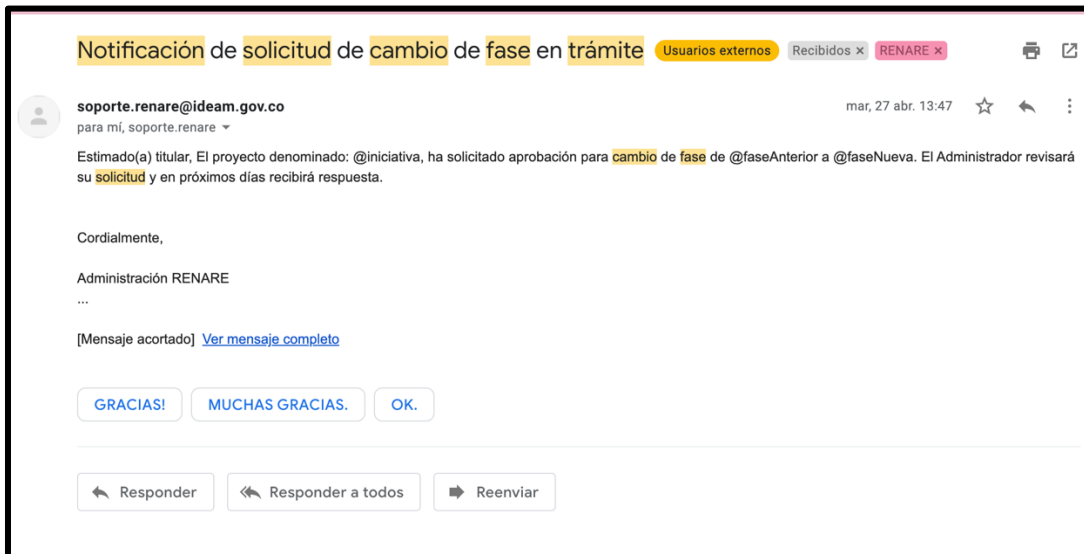 Notificación de solicitud de cambio de fase en trámite Usuarios externos Recibidos × RENARE ×
soporte.renare@ideam.gov.co mar, 27 abr. 13:47
para mí, soporte.renare
Estimado(a) titular, El proyecto denominado: @iniciativa, ha solicitado aprobación para cambio de fase de @faseAnterior a @faseNueva. El Administrador revisará
su solicitud y en próximos días recibirá respuesta.
Cordialmente,
Administración RENARE
...
[Mensaje acortado] Ver mensaje completo
GRACIAS! MUCHAS GRACIAS. OK.
Responder Responder a todos Reenviar